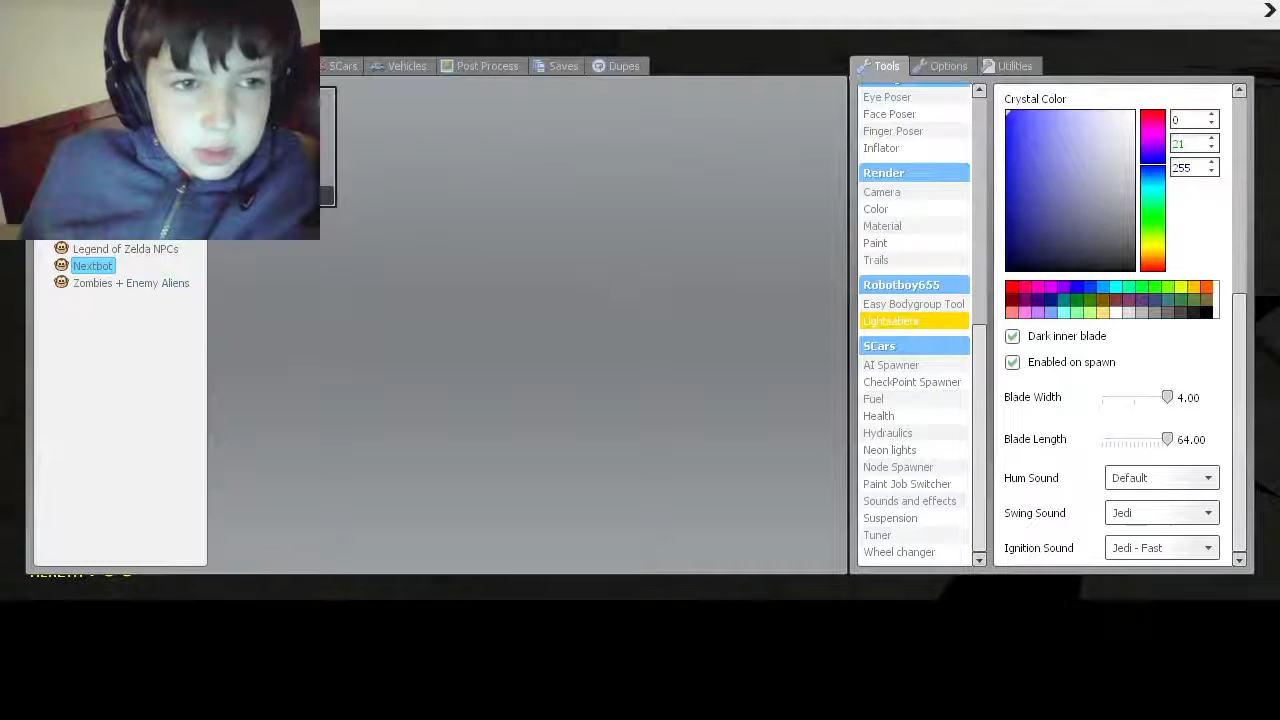 SCars
Vehicles
Post Process
Saves
Dupes
Tools
Options
Utilities
Legend of Zelda NPCs
Nextbot
Zombies + Enemy Aliens
Eye Poser
Face Poser
Finger Poser
Inflator
Render
Camera
Color
Material
Paint
Trails
Robotboy655
Easy Bodygroup Tool
Lightsabers
SCars
AI Spawner
CheckPoint Spawner
Fuel
Health
Hydraulics
Neon lights
Node Spawner
Paint Job Switcher
Sounds and effects
Suspension
Tuner
Wheel changer
Crystal Color
0
21
255
Dark inner blade
Enabled on spawn
Blade Width 4.00
Blade Length 64.00
Hum Sound Default
Swing Sound Jedi
Ignition Sound Jedi - Fast